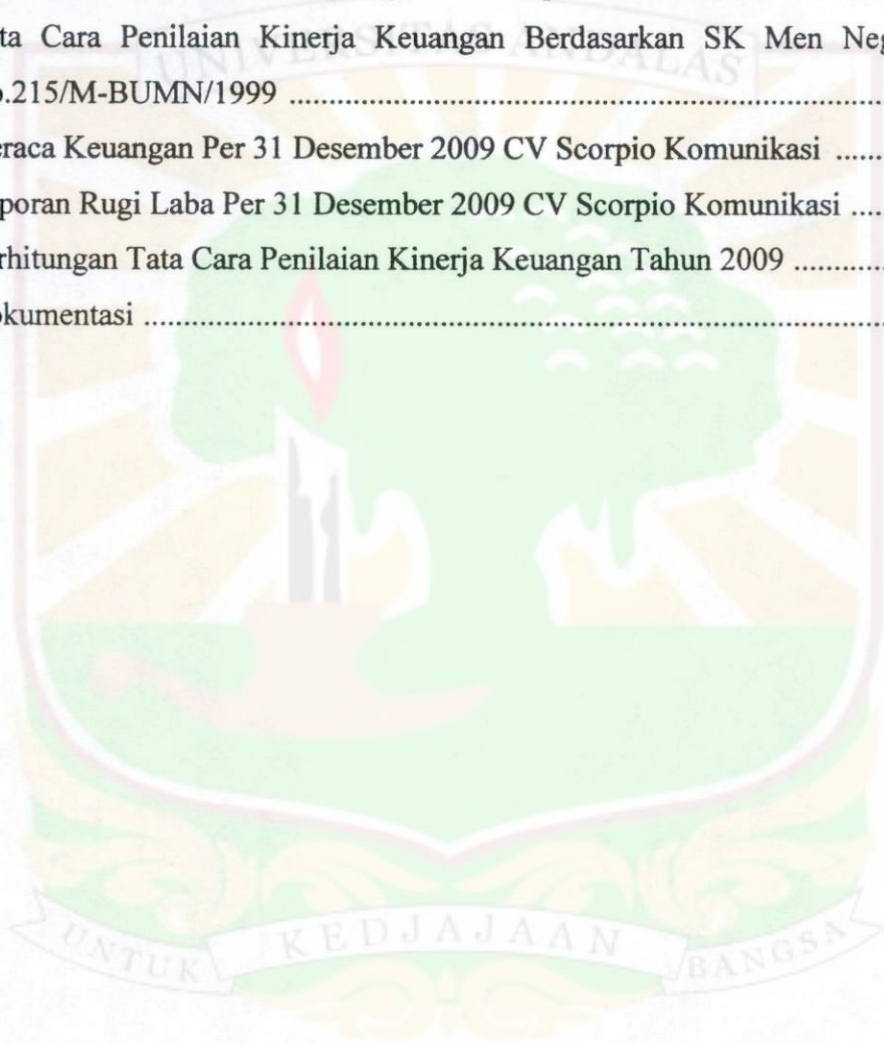 ta Cara Penilaian Kinerja Keuangan Berdasarkan SK Men Neg
.215/M-BUMN/1999 ....................................................................
eraca Keuangan Per 31 Desember 2009 CV Scorpio Komunikasi .......
poran Rugi Laba Per 31 Desember 2009 CV Scorpio Komunikasi .....
rhitungan Tata Cara Penilaian Kinerja Keuangan Tahun 2009 ............
okumentasi ..........................................................................................
UNIVERSITAS ANDALAS
UNTUK KEDJAJAAN BANGSA